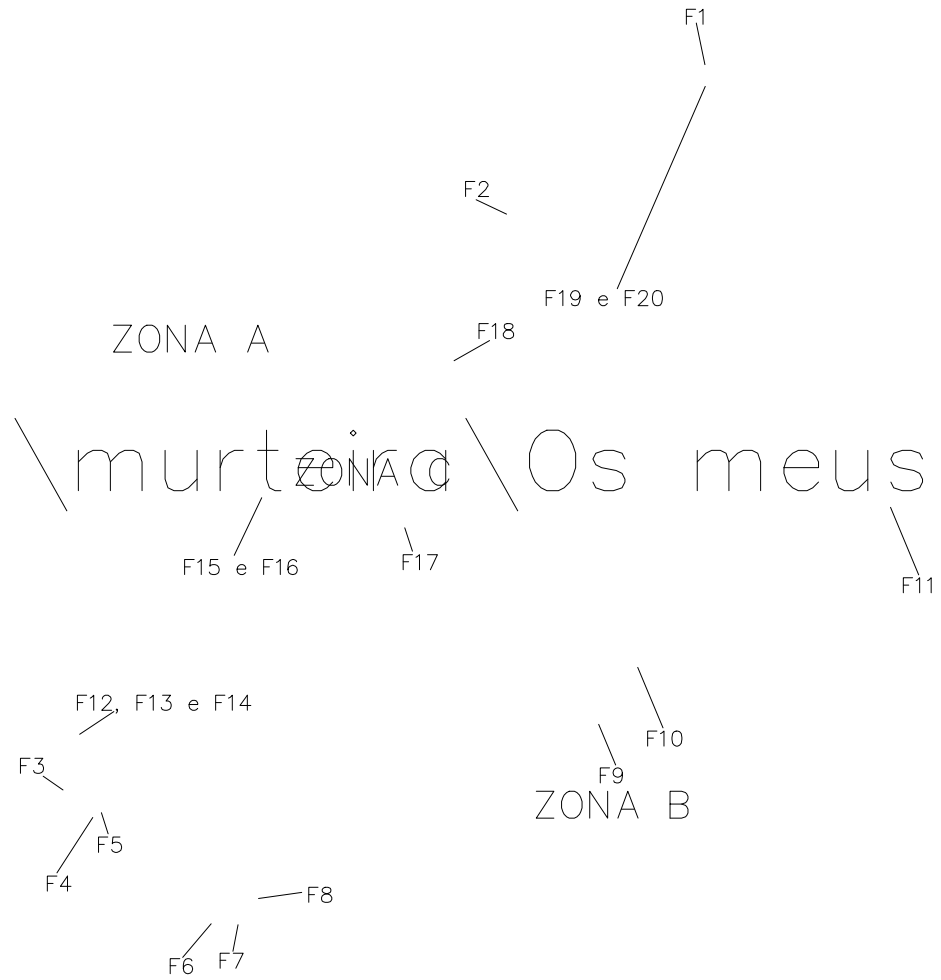 F1
F2
F19 e F20
F18
ZONA A
\murteira\Os meus
ZONA C
F15 e F16
F17
F11
F12, F13 e F14
F10
F3
F9
ZONA B
F5
F4
F8
F7
F6